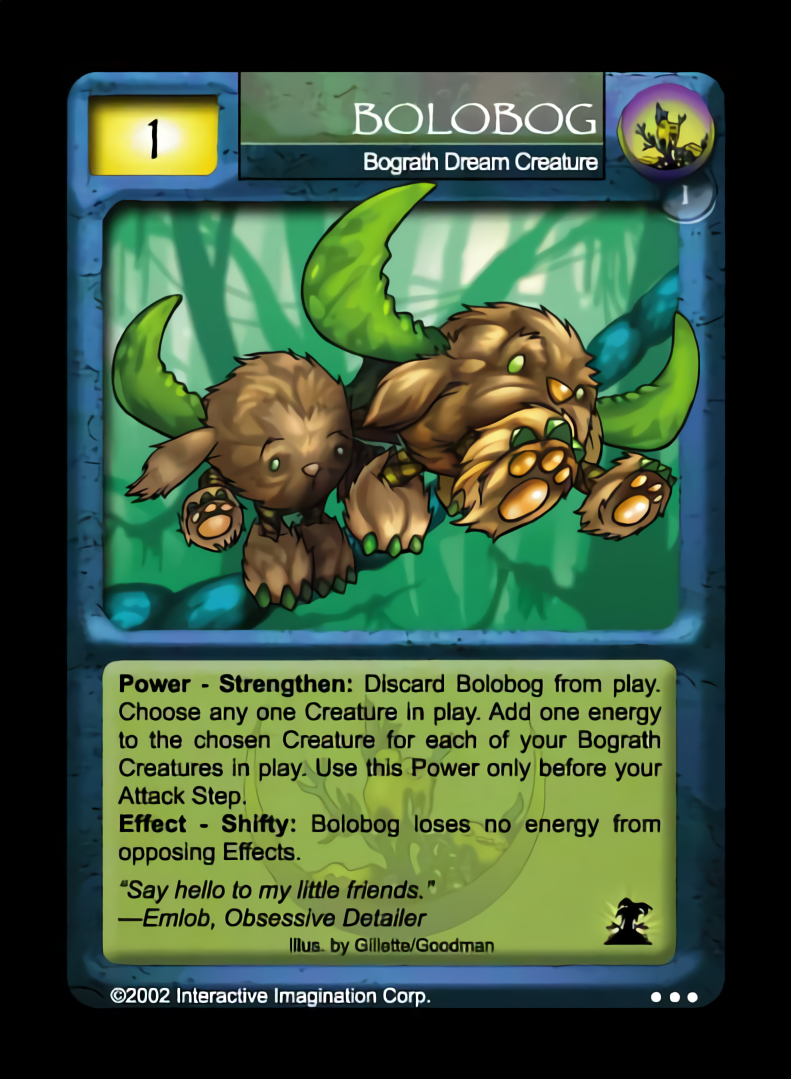 1
BOLOBOG
Bograth Dream Creature
1
Power - Strengthen: Discard Bolobog from play.
Choose any one Creature in play. Add one energy
to the chosen Creature for each of your Bograth
Creatures in play. Use this Power only before your
Attack Step.
Effect - Shifty: Bolobog loses no energy from
opposing Effects.
"Say hello to my little friends."
—Emlob, Obsessive Detailer
Illus. by Gillette/Goodman
©2002 Interactive Imagination Corp.